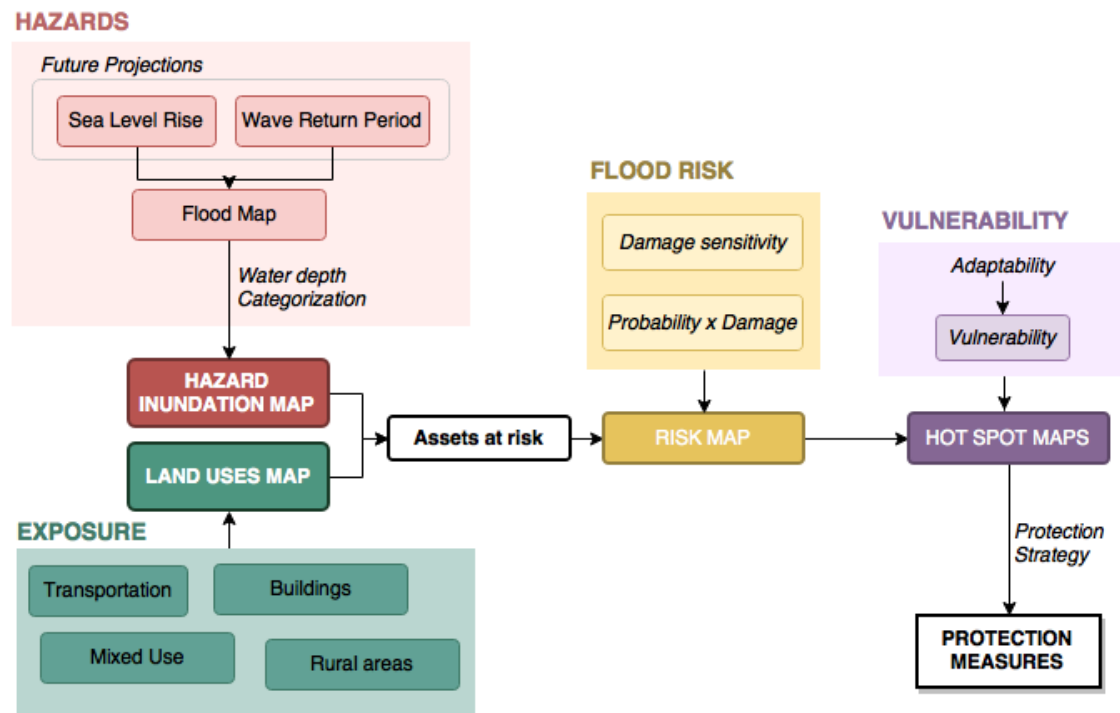 HAZARDS
Future Projections
Sea Level Rise
Wave Return Period
Flood Map
Water depth
Categorization
HAZARD
INUNDATION MAP
LAND USES MAP
EXPOSURE
Transportation
Buildings
Mixed Use
Rural areas
Assets at risk
FLOOD RISK
Damage sensitivity
Probability x Damage
RISK MAP
VULNERABILITY
Adaptability
Vulnerability
HOT SPOT MAPS
Protection
Strategy
PROTECTION
MEASURES